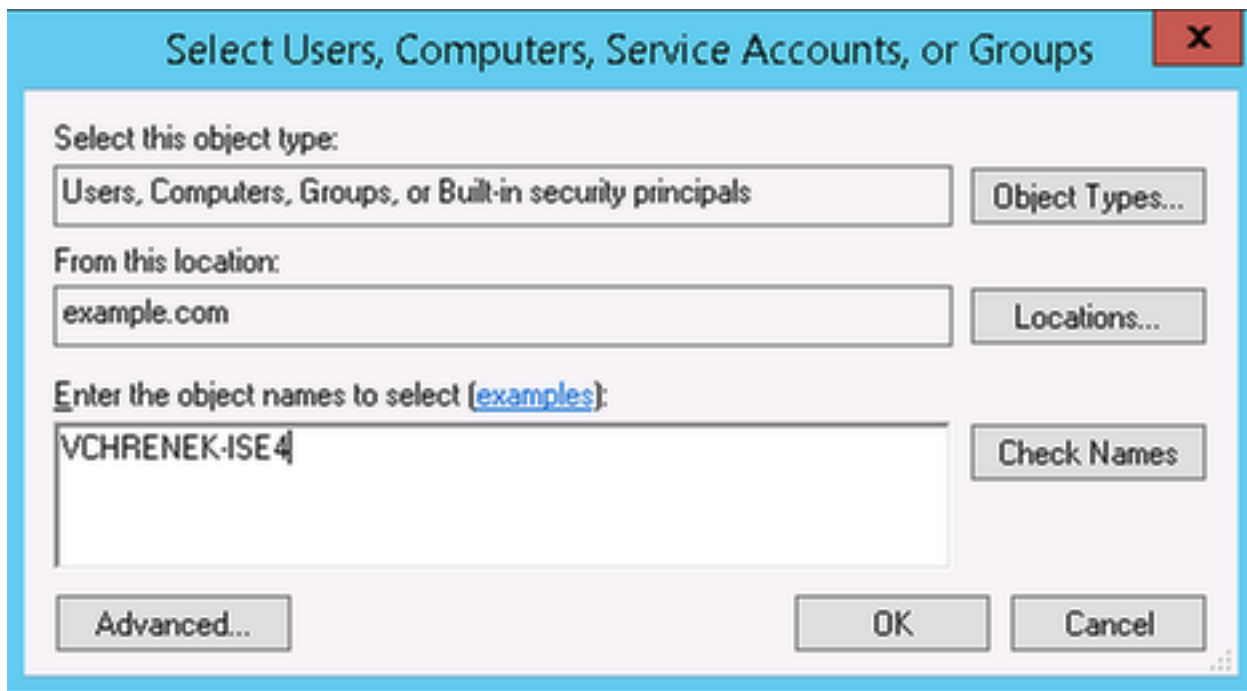 Select Users, Computers, Service Accounts, or Groups
x
Select this object type:
Users, Computers, Groups, or Built-in security principals
Object Types...
From this location:
example.com
Locations...
Enter the object names to select (examples):
VCHRENEK-ISE4
Check Names
Advanced...
OK
Cancel